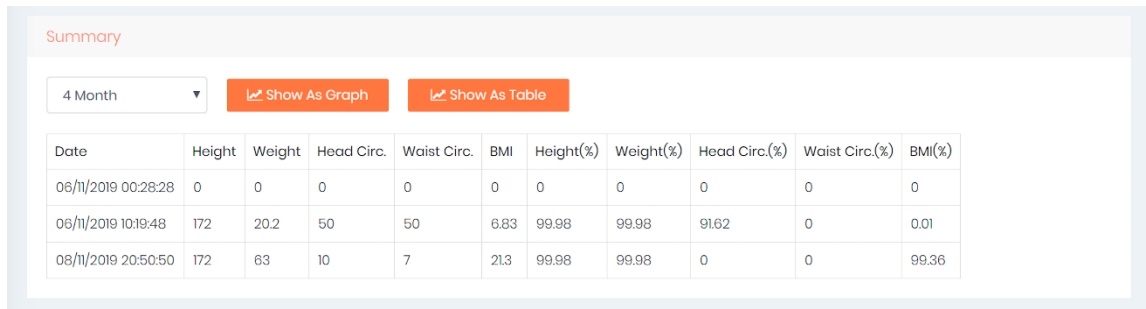 Summary
4 Month Show As Graph Show As Table
Date Height Weight Head Circ. Waist Circ. BMI Height(%) Weight(%) Head Circ.(%) Waist Circ.(%) BMI(%)
06/11/2019 00:28:28 0 0 0 0 0 0 0 0 0 0
06/11/2019 10:19:48 172 20.2 50 50 6.83 99.98 99.98 91.62 0 0.01
08/11/2019 20:50:50 172 63 10 7 21.3 99.98 99.98 0 0 99.36